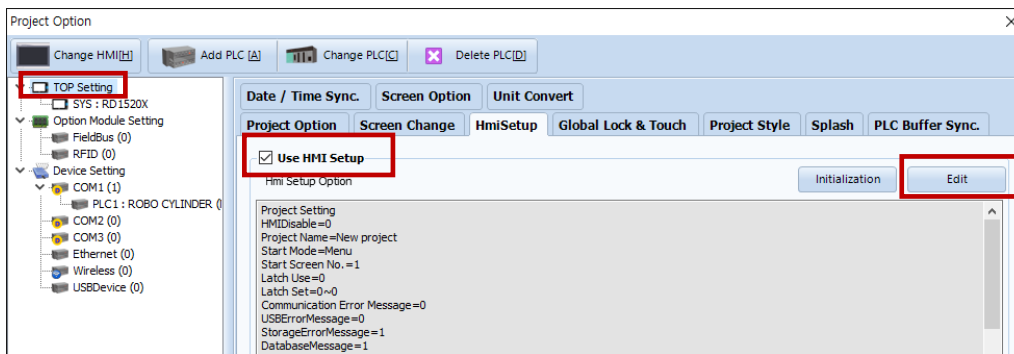 Project Option
Change HMI[H] Add PLC [A] Change PLC[C] Delete PLC[D]
TOP Setting
SYS : RD1520X
Option Module Setting
FieldBus (0)
RFID (0)
Device Setting
COM1 (1)
PLC1 : ROBO CYLINDER (
COM2 (0)
COM3 (0)
Ethernet (0)
Wireless (0)
USBDevice (0)
Date / Time Sync. Screen Option Unit Convert
Project Option Screen Change HmiSetup Global Lock & Touch Project Style Splash PLC Buffer Sync.
Use HMI Setup
Hmi Setup Option Initialization Edit
Project Setting
HMIDisable=0
Project Name=New project
Start Mode=Menu
Start Screen No.=1
Latch Use=0
Latch Set=0~0
Communication Error Message=0
USBErrorMessage=0
StorageErrorMessage=1
DatabaseMessage=1